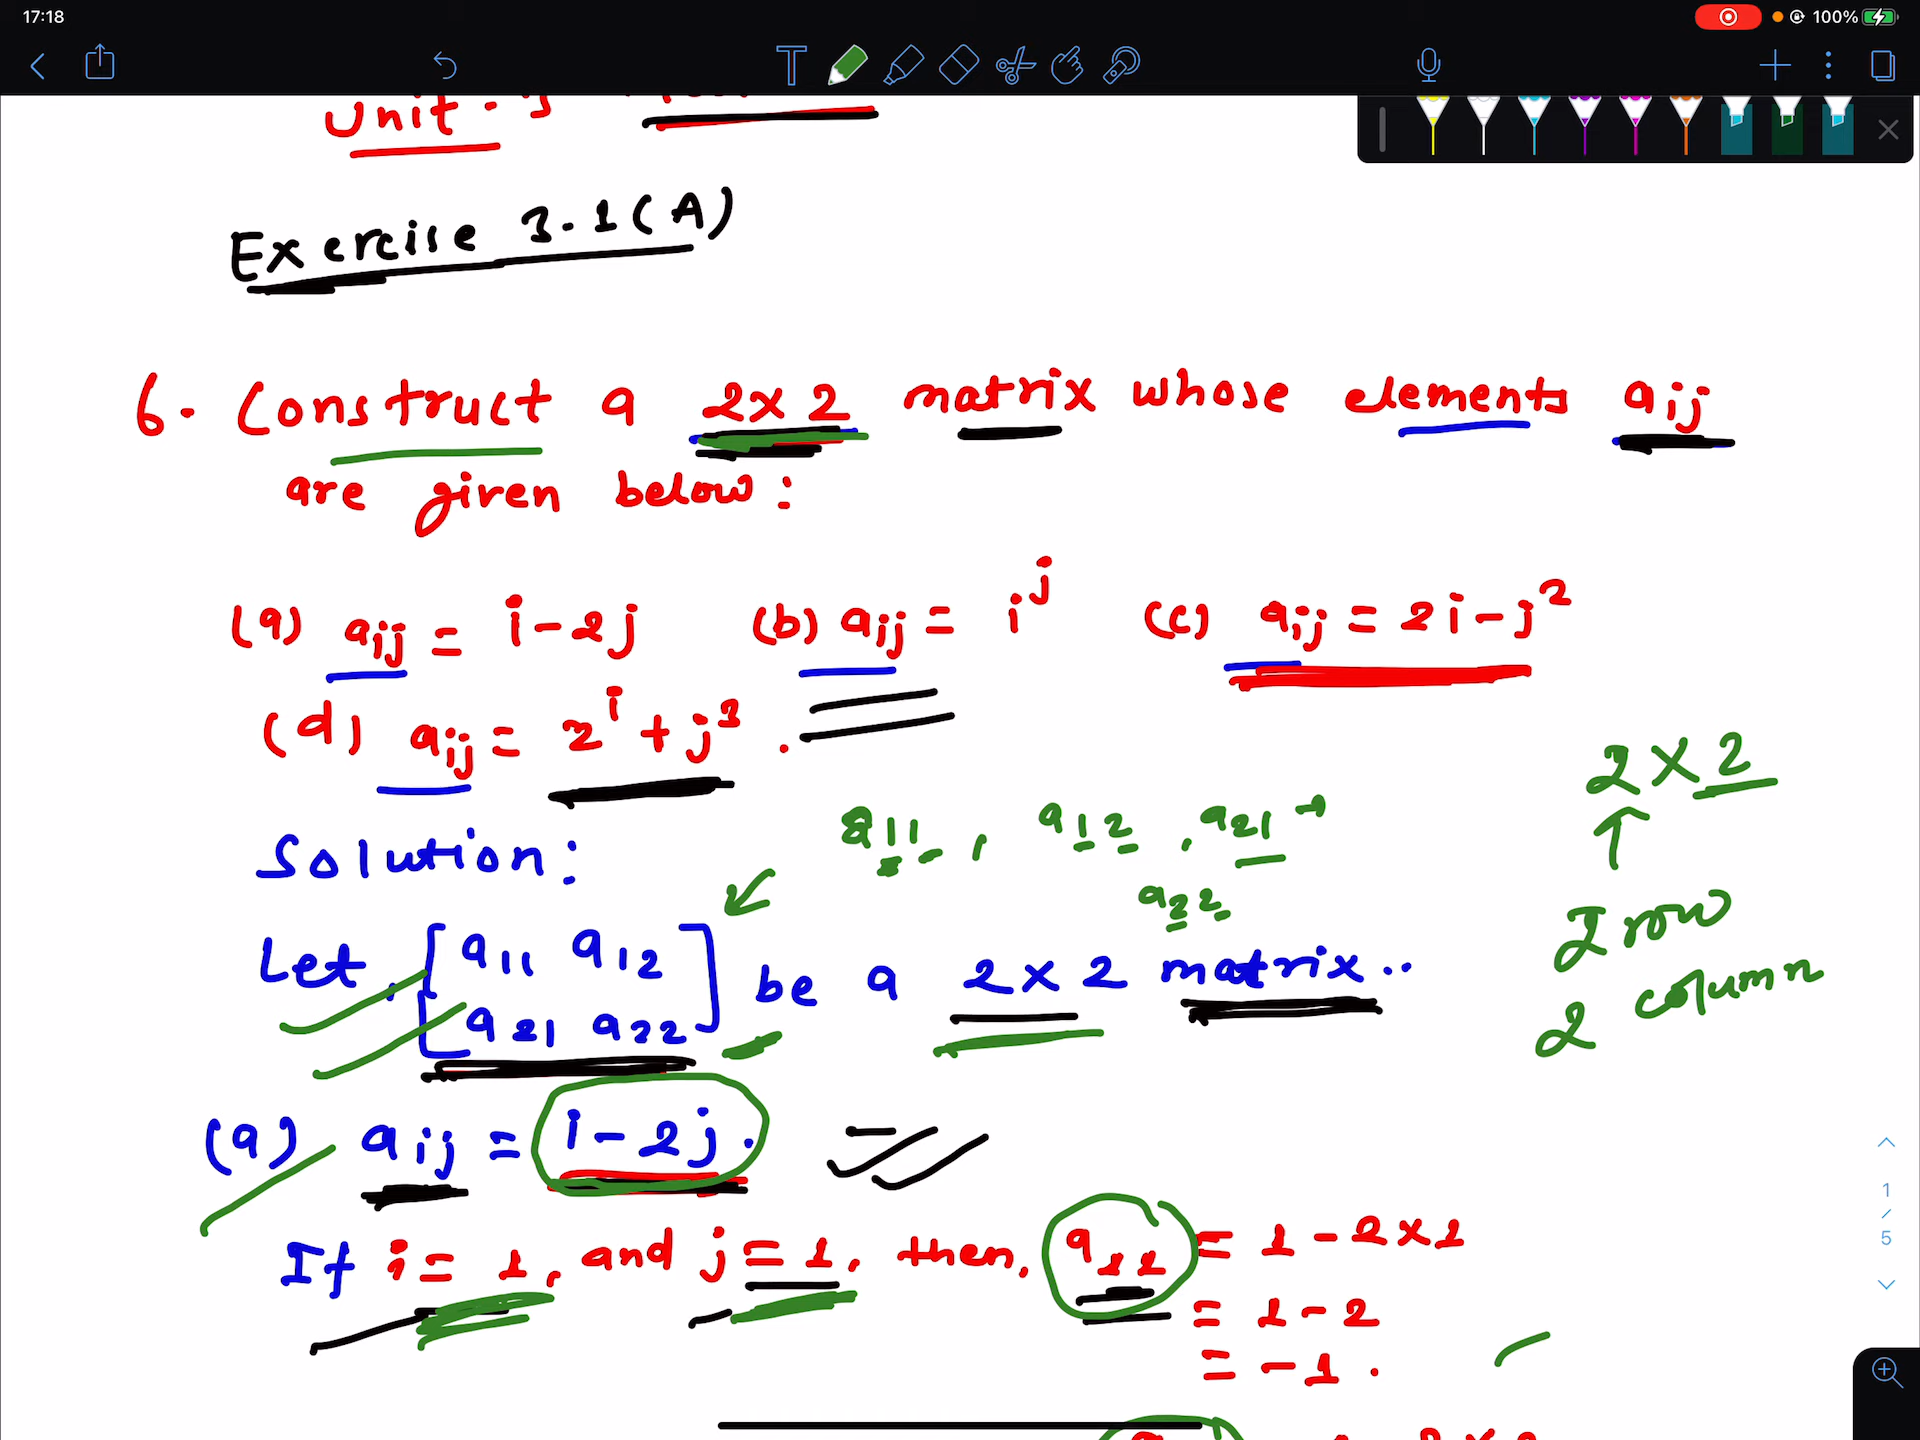 17:18
100%
Unit - 3
Exercise 3.1(A)
6. Construct a 2x2 matrix whose elements aij
are given below:
(a) aij = i-2j (b) aij = i^j (c) aij = 2i-j²
(d) aij = 2^i + j³.
2x2
a11, a12, a21,
a22
Solution:
2 row
2 column
Let, [a11 a12
a21 a22] be a 2x2 matrix..
(a) aij = i-2j.
If i = 1, and j = 1, then, a11 = 1 - 2x1
= 1 - 2
= -1.
1
/
5